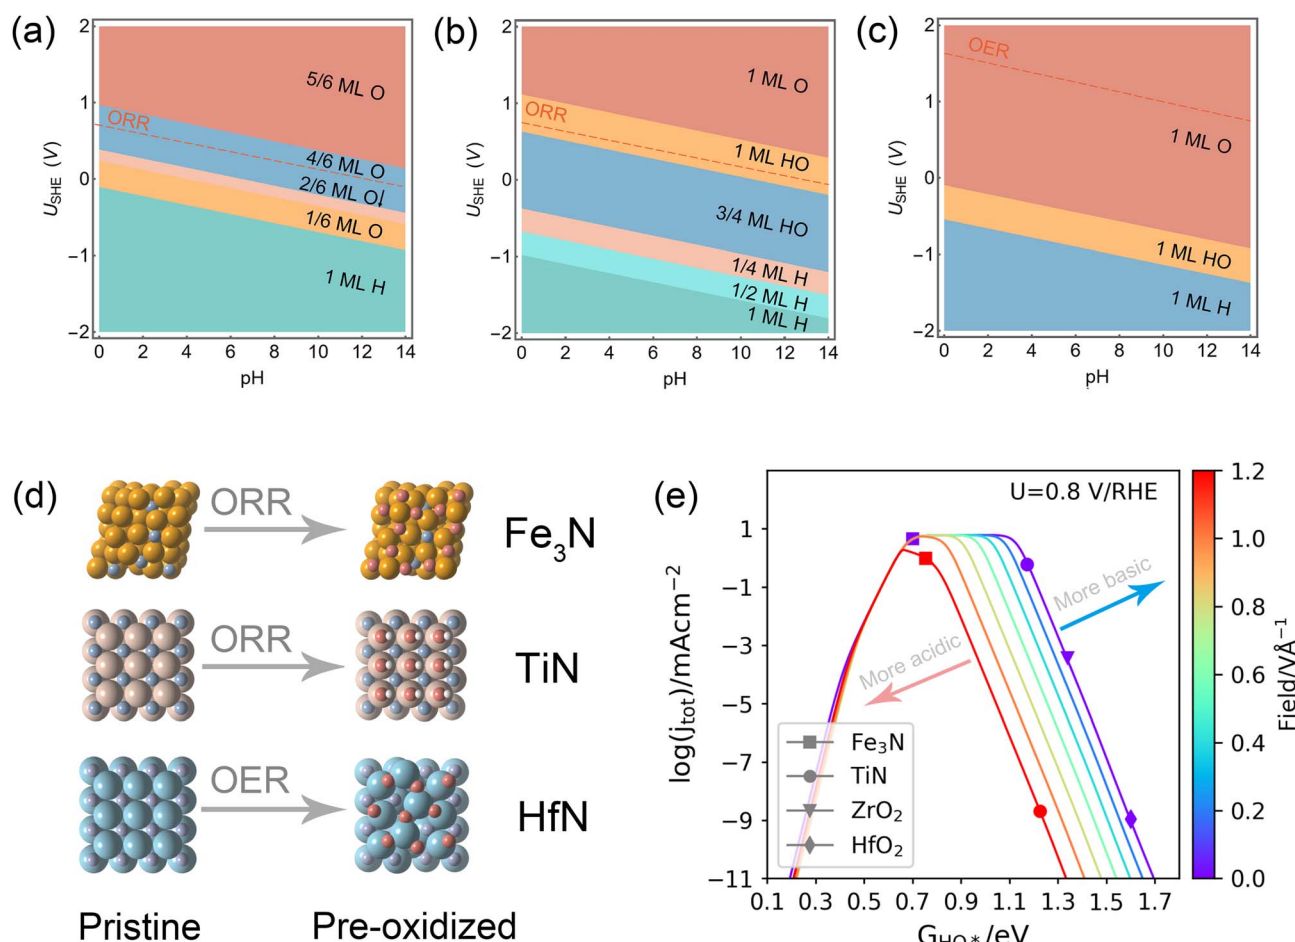 (a)
2
1
0
−1
−2
U_SHE (V)
5/6 ML O
ORR
4/6 ML O
2/6 ML O↓
1/6 ML O
1 ML H
0 2 4 6 8 10 12 14
pH
(b)
2
1
0
−1
−2
U_SHE (V)
1 ML O
ORR
1 ML HO
3/4 ML HO
1/4 ML H
1/2 ML H
1 ML H
0 2 4 6 8 10 12 14
pH
(c)
2
1
0
−1
−2
U_SHE (V)
OER
1 ML O
1 ML HO
1 ML H
0 2 4 6 8 10 12 14
pH
(d)
ORR
Fe₃N
ORR
TiN
OER
HfN
Pristine Pre-oxidized
(e)
U=0.8 V/RHE
1
−1
−3
−5
−7
−9
−11
log(j_tot)/mAcm⁻²
More basic
More acidic
Fe₃N
TiN
ZrO₂
HfO₂
0.1 0.3 0.5 0.7 0.9 1.1 1.3 1.5 1.7
G_HO*/eV
1.2
1.0
0.8
0.6
0.4
0.2
0.0
Field/VÅ⁻¹